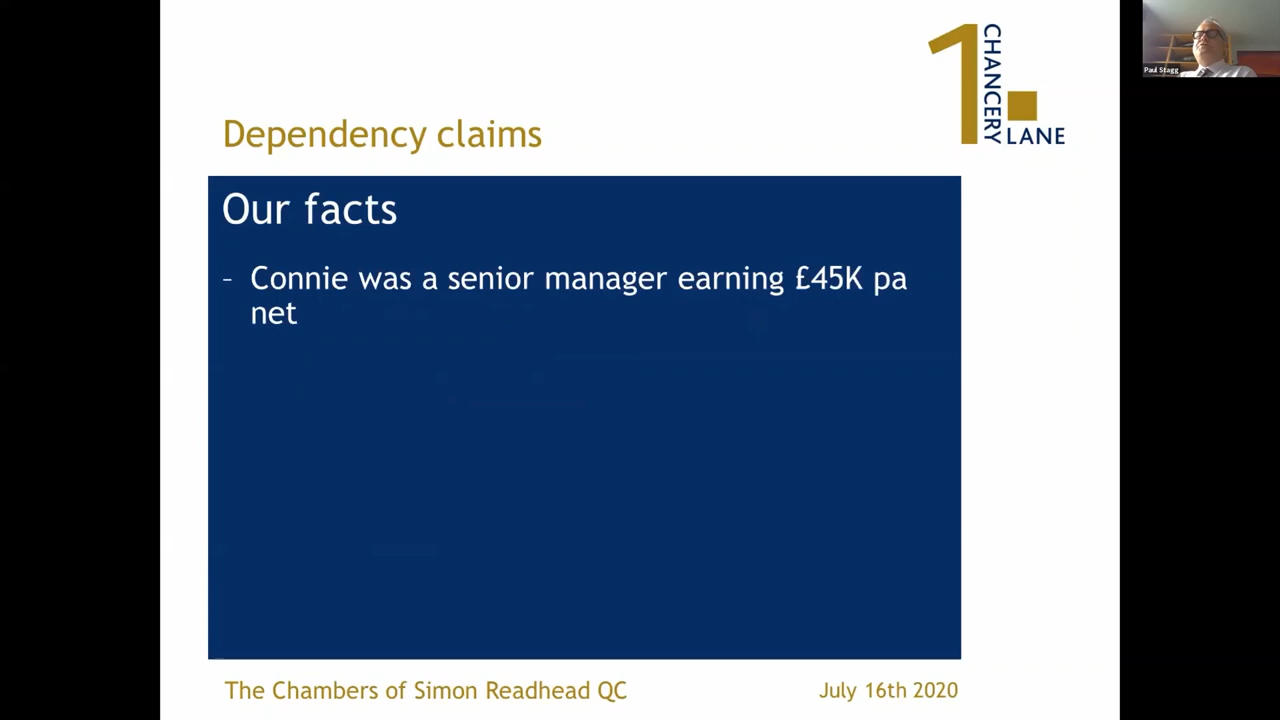 1 CHANCERY LANE
Paul Stagg
Dependency claims
Our facts
– Connie was a senior manager earning £45K pa
net
The Chambers of Simon Readhead QC
July 16th 2020